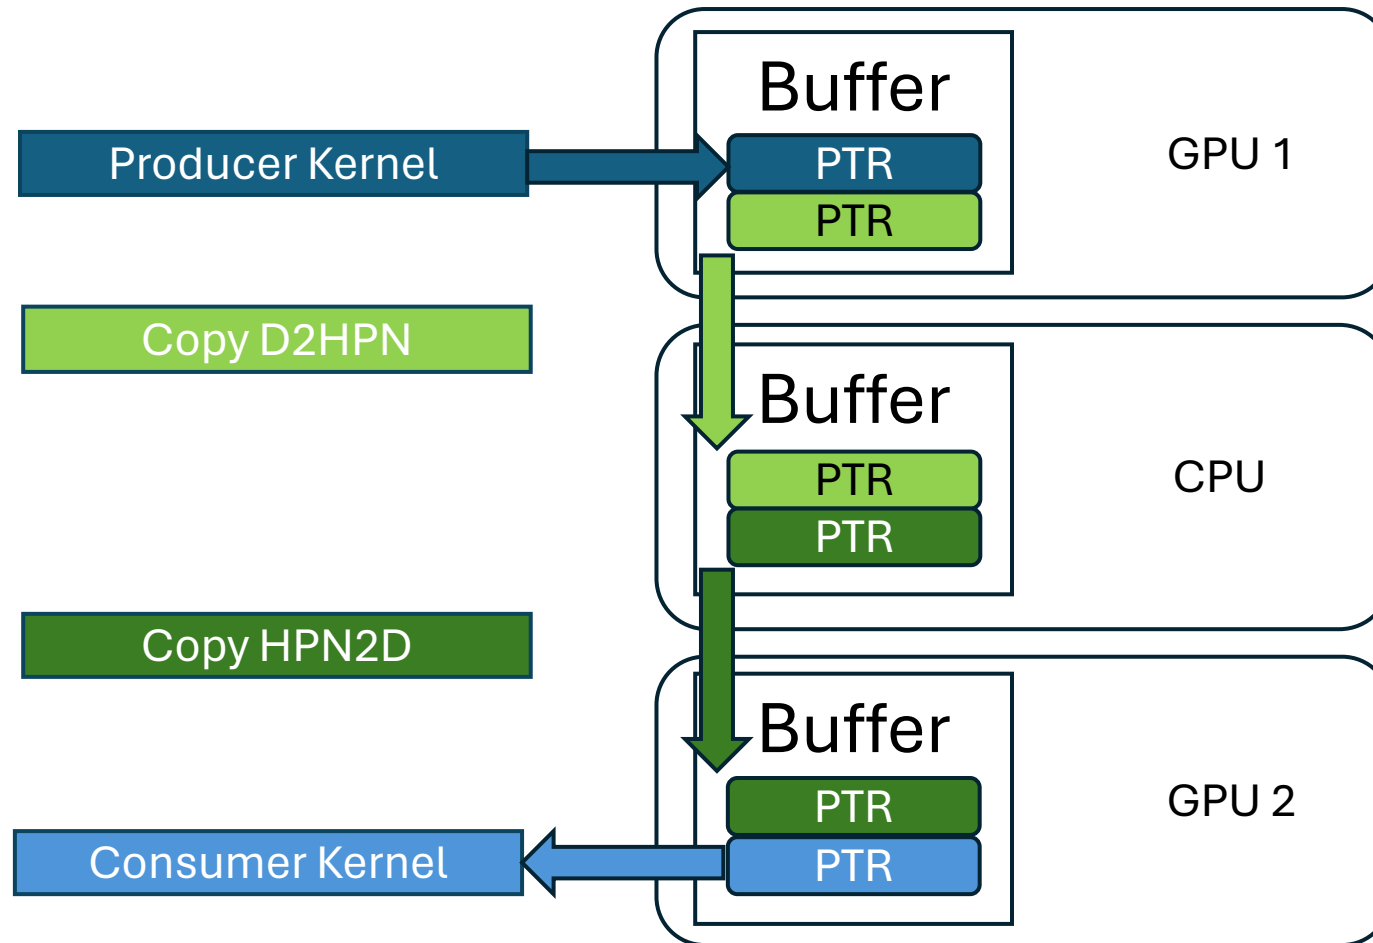 Buffer
Producer Kernel
PTR
GPU 1
PTR
Copy D2HPN
Buffer
PTR
CPU
PTR
Copy HPN2D
Buffer
PTR
GPU 2
Consumer Kernel
PTR